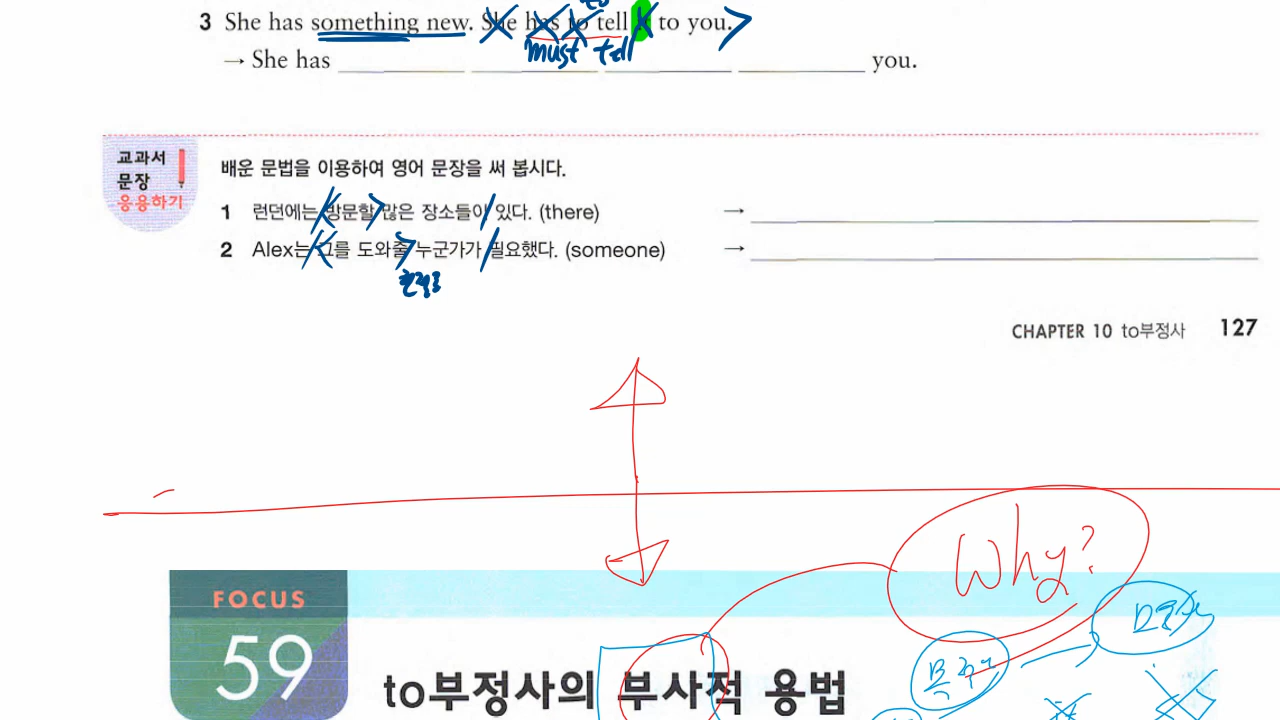 3 She has something new. She has to tell it to you.
must tell
→ She has ____ ____ ____ ____ you.
교과서
문장
응용하기
배운 문법을 이용하여 영어 문장을 써 봅시다.
1 런던에는 방문할 많은 장소들이 있다. (there) →
2 Alex는 그를 도와줄 누군가가 필요했다. (someone) →
CHAPTER 10 to부정사 127
Why?
FOCUS
59
to부정사의 부사적 용법